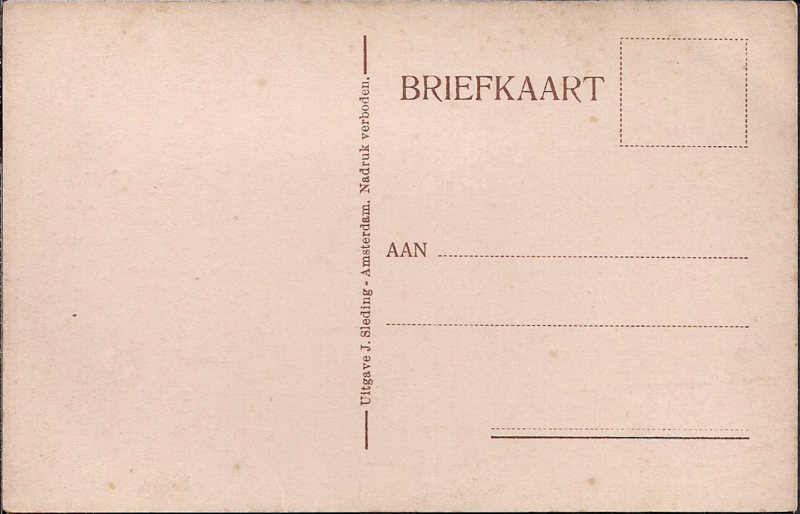 Uitgave J. Sleding - Amsterdam. Nadruk verboden.
BRIEFKAART
AAN